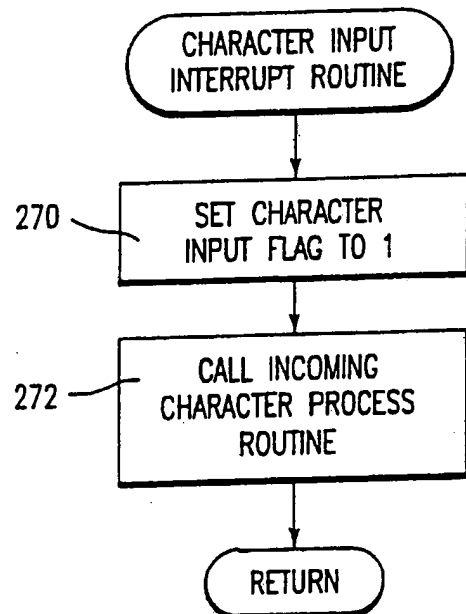 CHARACTER INPUT
INTERRUPT ROUTINE
270
SET CHARACTER
INPUT FLAG TO 1
272
CALL INCOMING
CHARACTER PROCESS
ROUTINE
RETURN